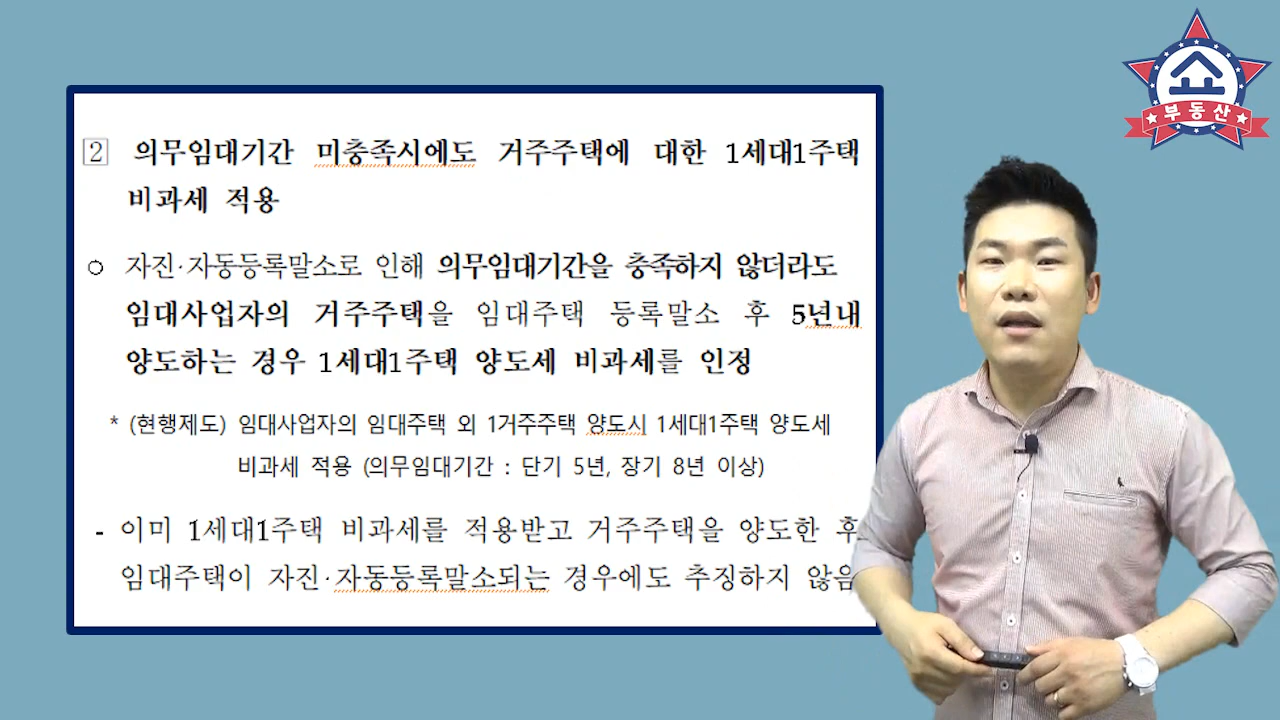 부동산
2 의무임대기간 미충족시에도 거주주택에 대한 1세대1주택
비과세 적용
○ 자진·자동등록말소로 인해 의무임대기간을 충족하지 않더라도
임대사업자의 거주주택을 임대주택 등록말소 후 5년내
양도하는 경우 1세대1주택 양도세 비과세를 인정
* (현행제도) 임대사업자의 임대주택 외 1거주주택 양도시 1세대1주택 양도세
비과세 적용 (의무임대기간 : 단기 5년, 장기 8년 이상)
- 이미 1세대1주택 비과세를 적용받고 거주주택을 양도한 후
임대주택이 자진·자동등록말소되는 경우에도 추징하지 않음